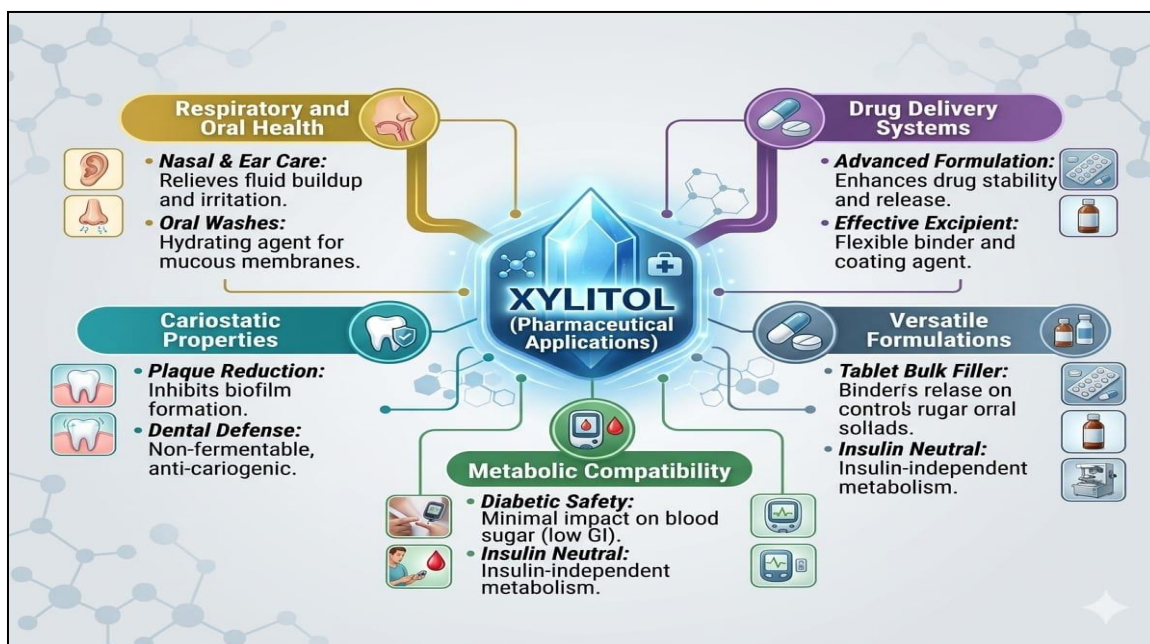 Respiratory and
Oral Health
• Nasal & Ear Care:
Relieves fluid buildup
and irritation.
• Oral Washes:
Hydrating agent for
mucous membranes.
Drug Delivery
Systems
• Advanced Formulation:
Enhances drug stability
and release.
• Effective Excipient:
Flexible binder and
coating agent.
XYLITOL
(Pharmaceutical
Applications)
Cariostatic
Properties
• Plaque Reduction:
Inhibits biofilm
formation.
• Dental Defense:
Non-fermentable,
anti-cariogenic.
Versatile
Formulations
• Tablet Bulk Filler:
relase on
rugar
sollads.
• Insulin Neutral:
Insulin-independent
metabolism.
Metabolic Compatibility
• Diabetic Safety:
Minimal impact on blood
sugar (low GI).
• Insulin Neutral:
Insulin-independent
metabolism.